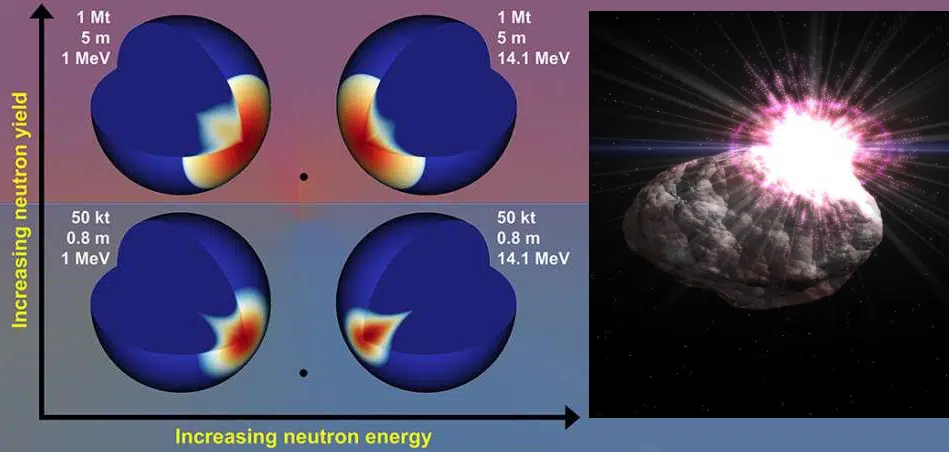 1 Mt
5 m
1 MeV
1 Mt
5 m
14.1 MeV
50 kt
0.8 m
1 MeV
50 kt
0.8 m
14.1 MeV
Increasing neutron yield
Increasing neutron energy